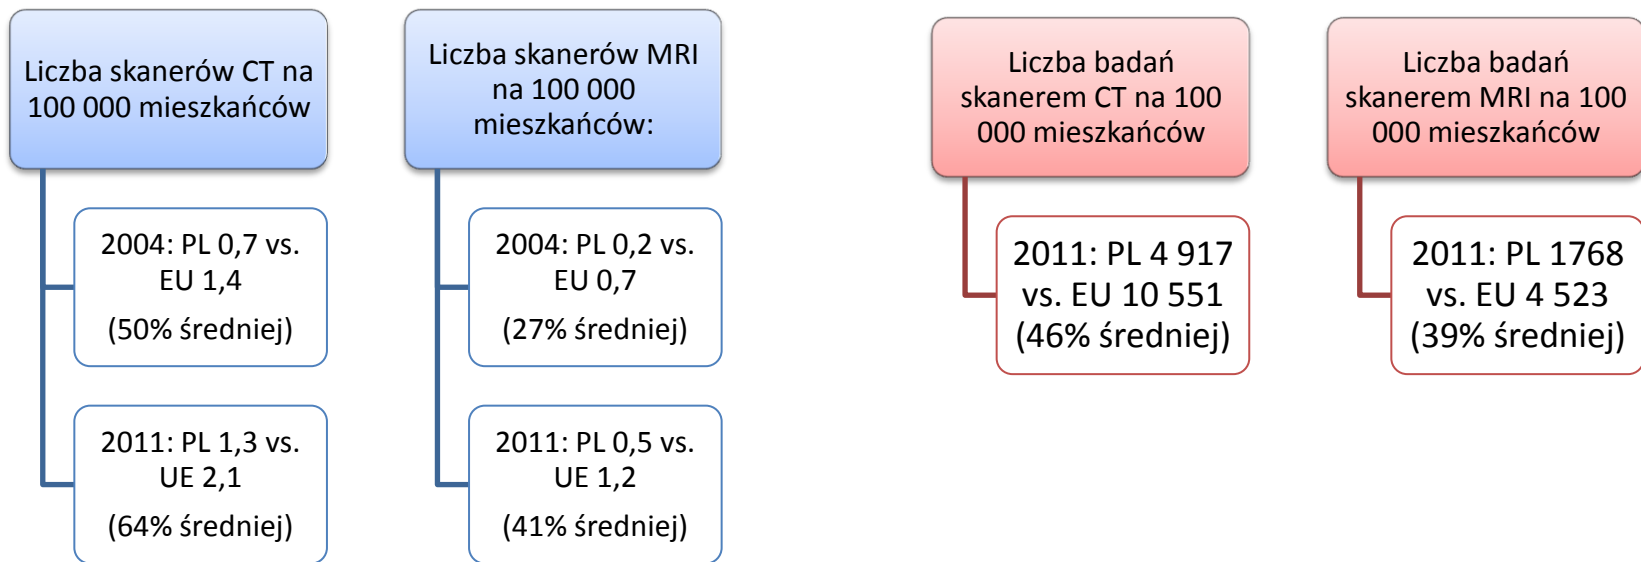 Liczba skanerów CT na
100 000 mieszkańców
2004: PL 0,7 vs.
EU 1,4
(50% średniej)
2011: PL 1,3 vs.
UE 2,1
(64% średniej)
Liczba skanerów MRI
na 100 000
mieszkańców:
2004: PL 0,2 vs.
EU 0,7
(27% średniej)
2011: PL 0,5 vs.
UE 1,2
(41% średniej)
Liczba badań
skanerem CT na 100
000 mieszkańców
2011: PL 4 917
vs. EU 10 551
(46% średniej)
Liczba badań
skanerem MRI na 100
000 mieszkańców
2011: PL 1768
vs. EU 4 523
(39% średniej)